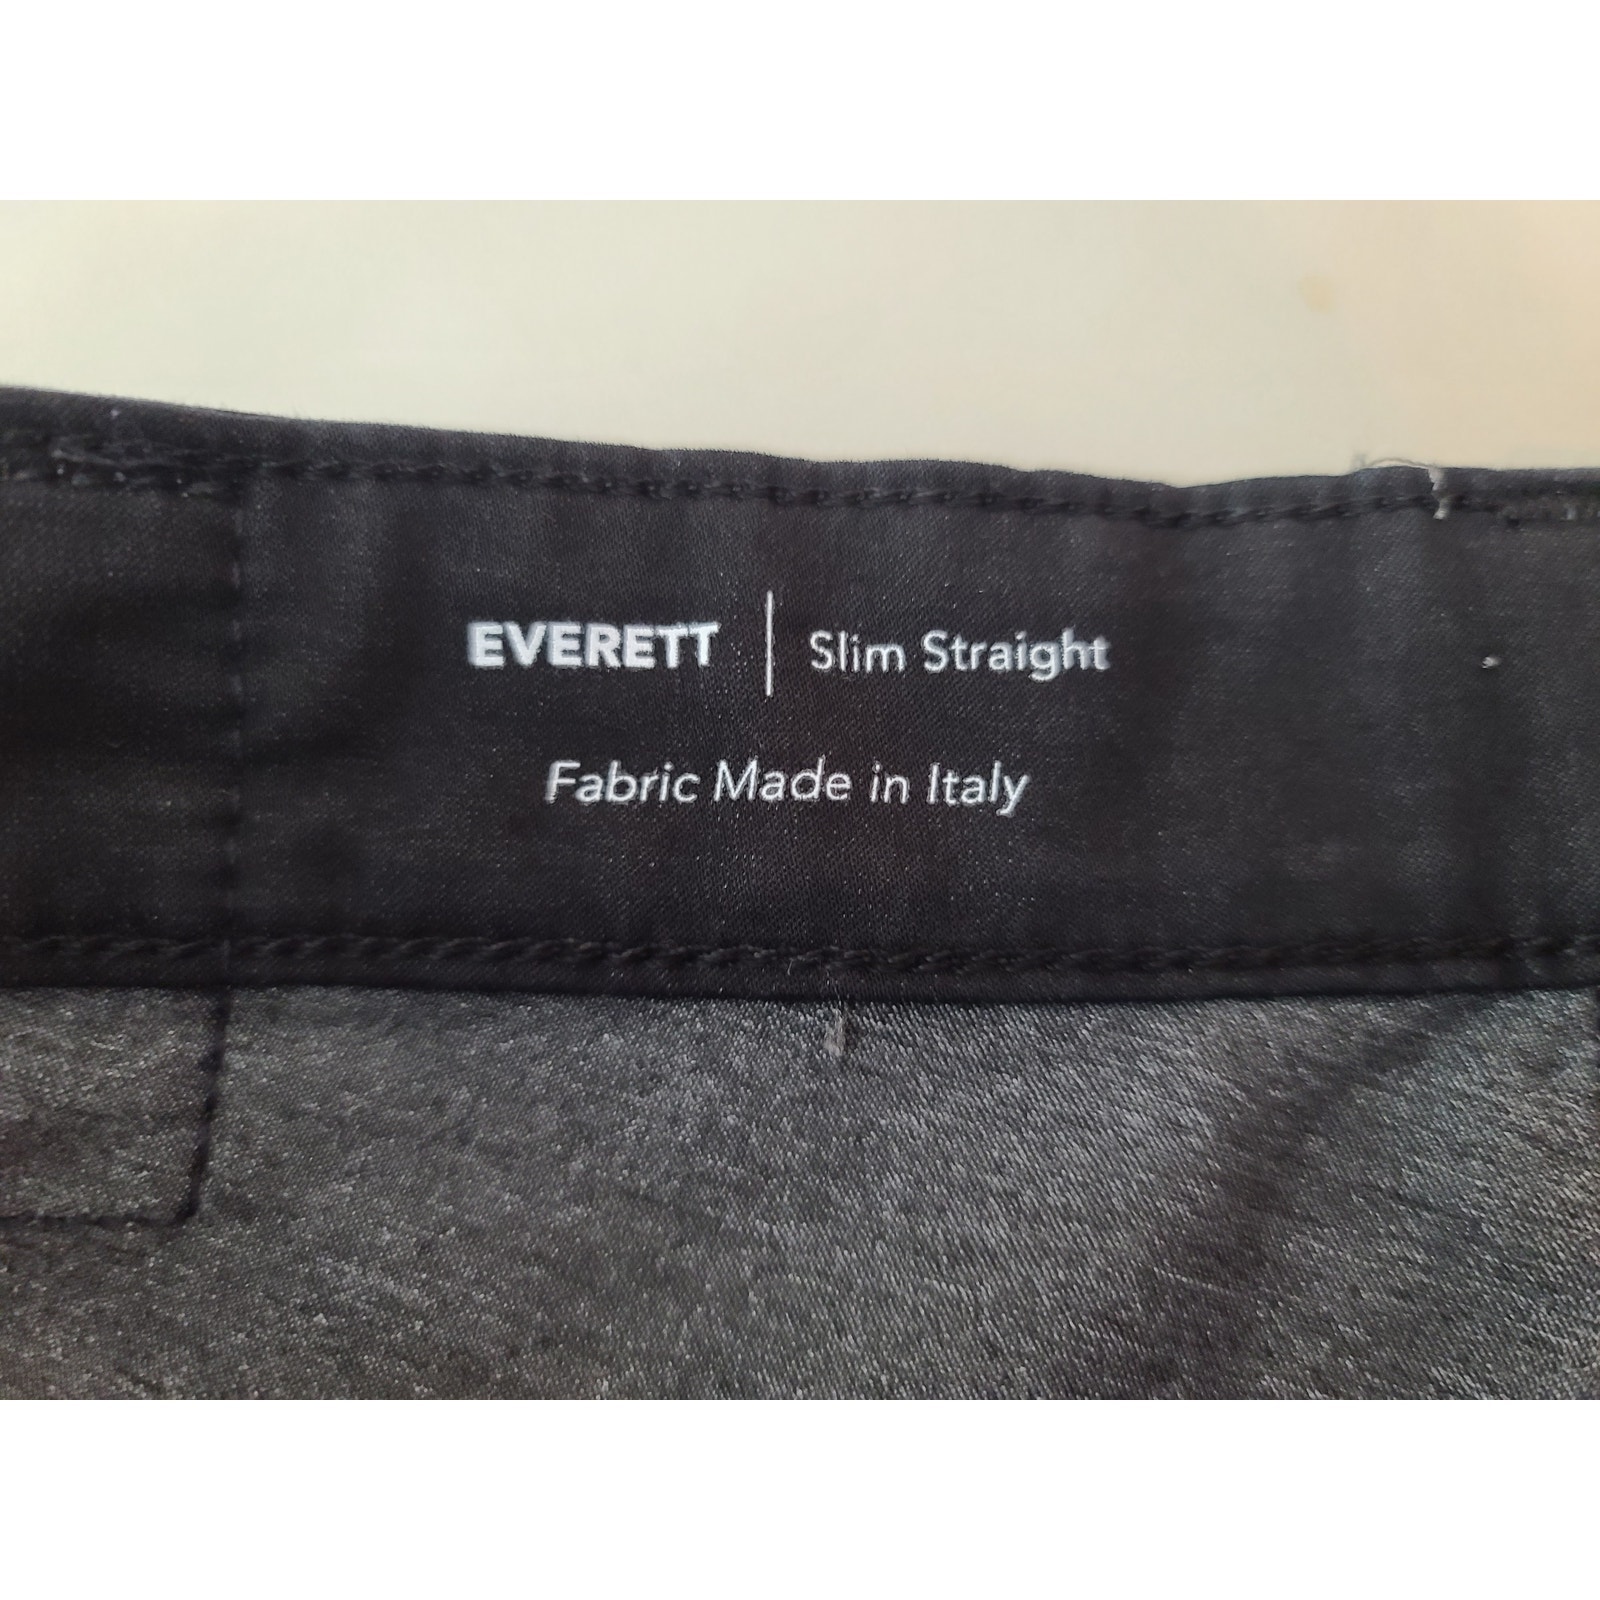 EVERETT | Slim Straight
Fabric Made in Italy